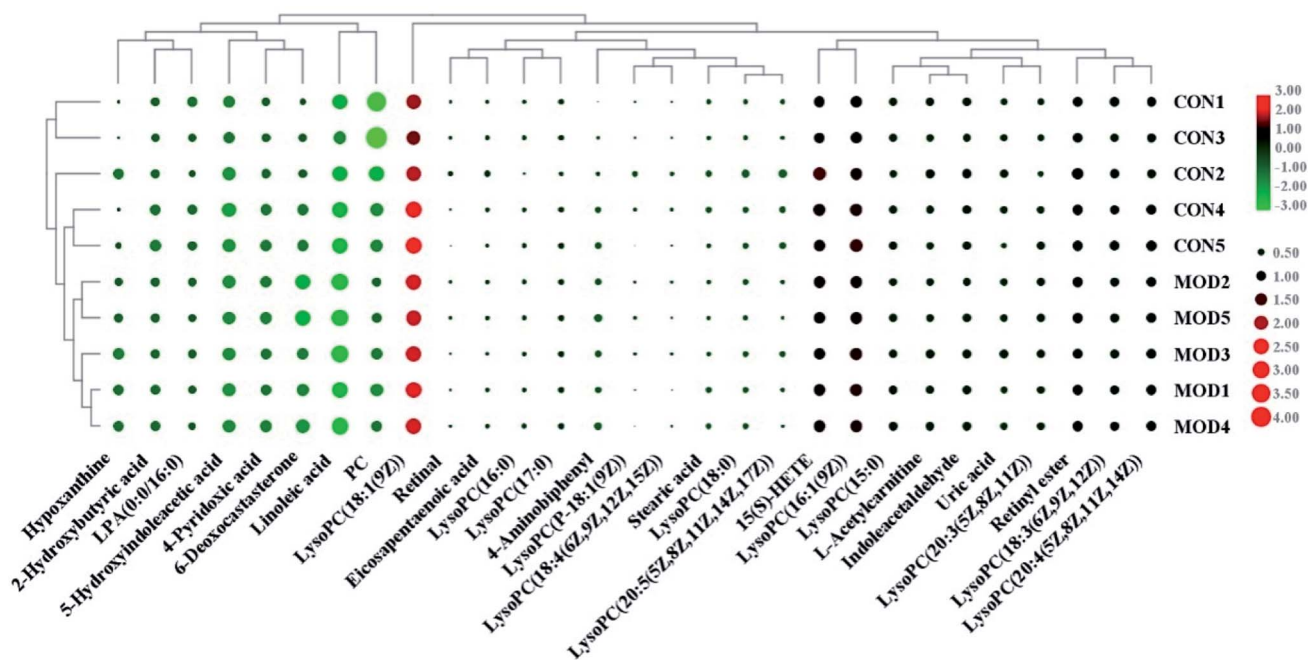 3.00
2.00
1.00
0.00
-1.00
-2.00
-3.00
0.50
1.00
1.50
2.00
2.50
3.00
3.50
4.00
CON1
CON3
CON2
CON4
CON5
MOD2
MOD5
MOD3
MOD1
MOD4
Hypoxanthine
2-Hydroxybutyric acid
LPA(0:0/16:0)
5-Hydroxyindoleacetic acid
4-Pyridoxic acid
6-Deoxocastasterone
Linoleic acid
PC
LysoPC(18:1(9Z))
Retinal
Eicosapentaenoic acid
LysoPC(16:0)
LysoPC(17:0)
4-Aminobiphenyl
LysoPC(P-18:1(9Z))
LysoPC(18:4(6Z,9Z,12Z,15Z))
Stearic acid
LysoPC(18:0)
LysoPC(20:5(5Z,8Z,11Z,14Z,17Z))
15(S)-HETE
LysoPC(16:1(9Z))
LysoPC(15:0)
L-Acetylcarnitine
Indoleacetaldehyde
Uric acid
LysoPC(20:3(5Z,8Z,11Z))
Retinyl ester
LysoPC(18:3(6Z,9Z,12Z))
LysoPC(20:4(5Z,8Z,11Z,14Z))